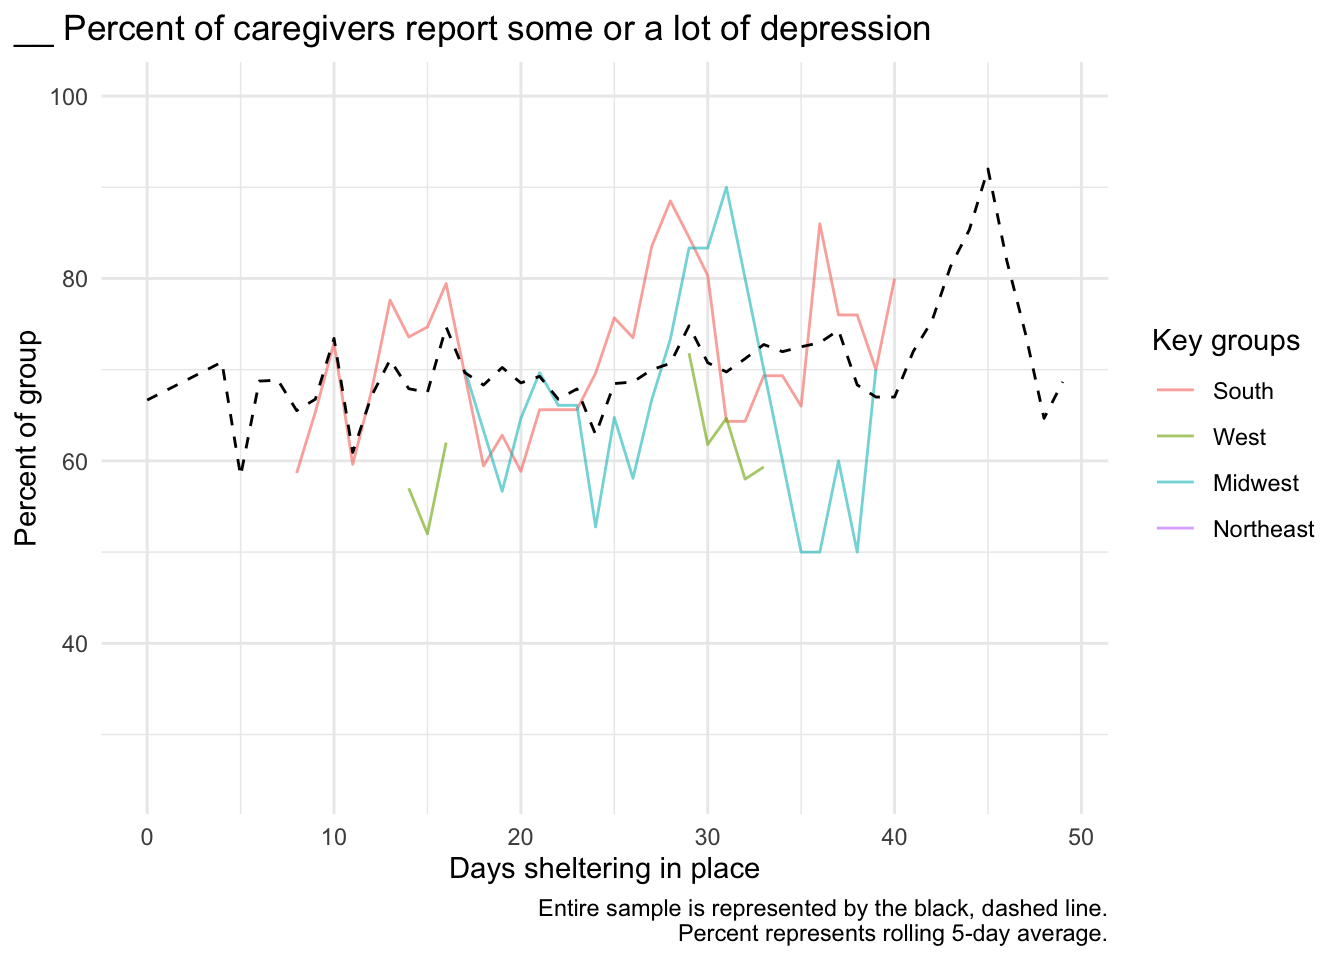 __ Percent of caregivers report some or a lot of depression
100
80
60
40
Percent of group
0 10 20 30 40 50
Days sheltering in place
Key groups
South
West
Midwest
Northeast
Entire sample is represented by the black, dashed line.
Percent represents rolling 5-day average.